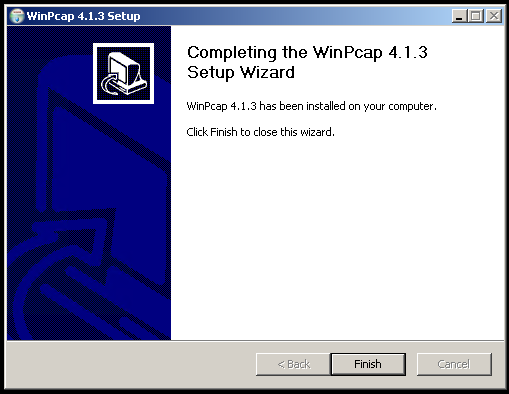 WinPcap 4.1.3 Setup
Completing the WinPcap 4.1.3
Setup Wizard
WinPcap 4.1.3 has been installed on your computer.
Click Finish to close this wizard.
< Back
Finish
Cancel